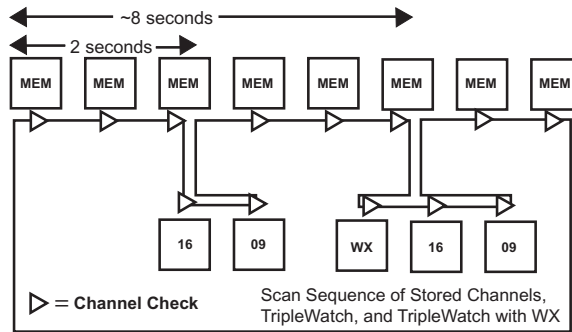 ~8 seconds
2 seconds
MEM MEM MEM MEM MEM MEM MEM MEM
16 09 WX 16 09
= Channel Check
Scan Sequence of Stored Channels,
TripleWatch, and TripleWatch with WX